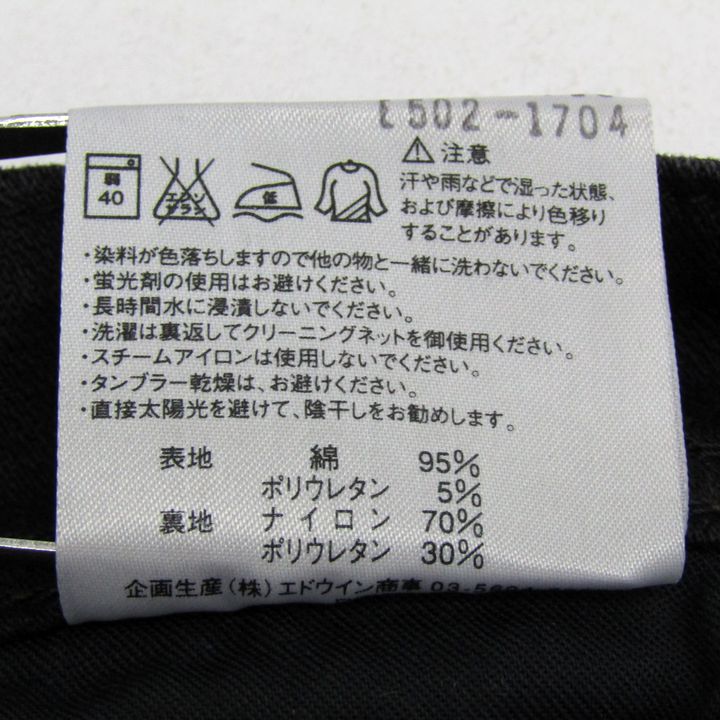 502-1704
弱
40
エンソ
サラシ
低
⚠注意
汗や雨などで湿った状態、
および摩擦により色移り
することがあります。
・染料が色落ちしますので他の物と一緒に洗わないでください。
・蛍光剤の使用はお避けください。
・長時間水に浸漬しないでください。
・洗濯は裏返してクリーニングネットを御使用ください。
・スチームアイロンは使用しないでください。
・タンブラー乾燥は、お避けください。
・直接太陽光を避けて、陰干しをお勧めします。
表地 綿 95%
ポリウレタン 5%
裏地 ナイロン 70%
ポリウレタン 30%
企画生産(株)エドウイン商事 03-